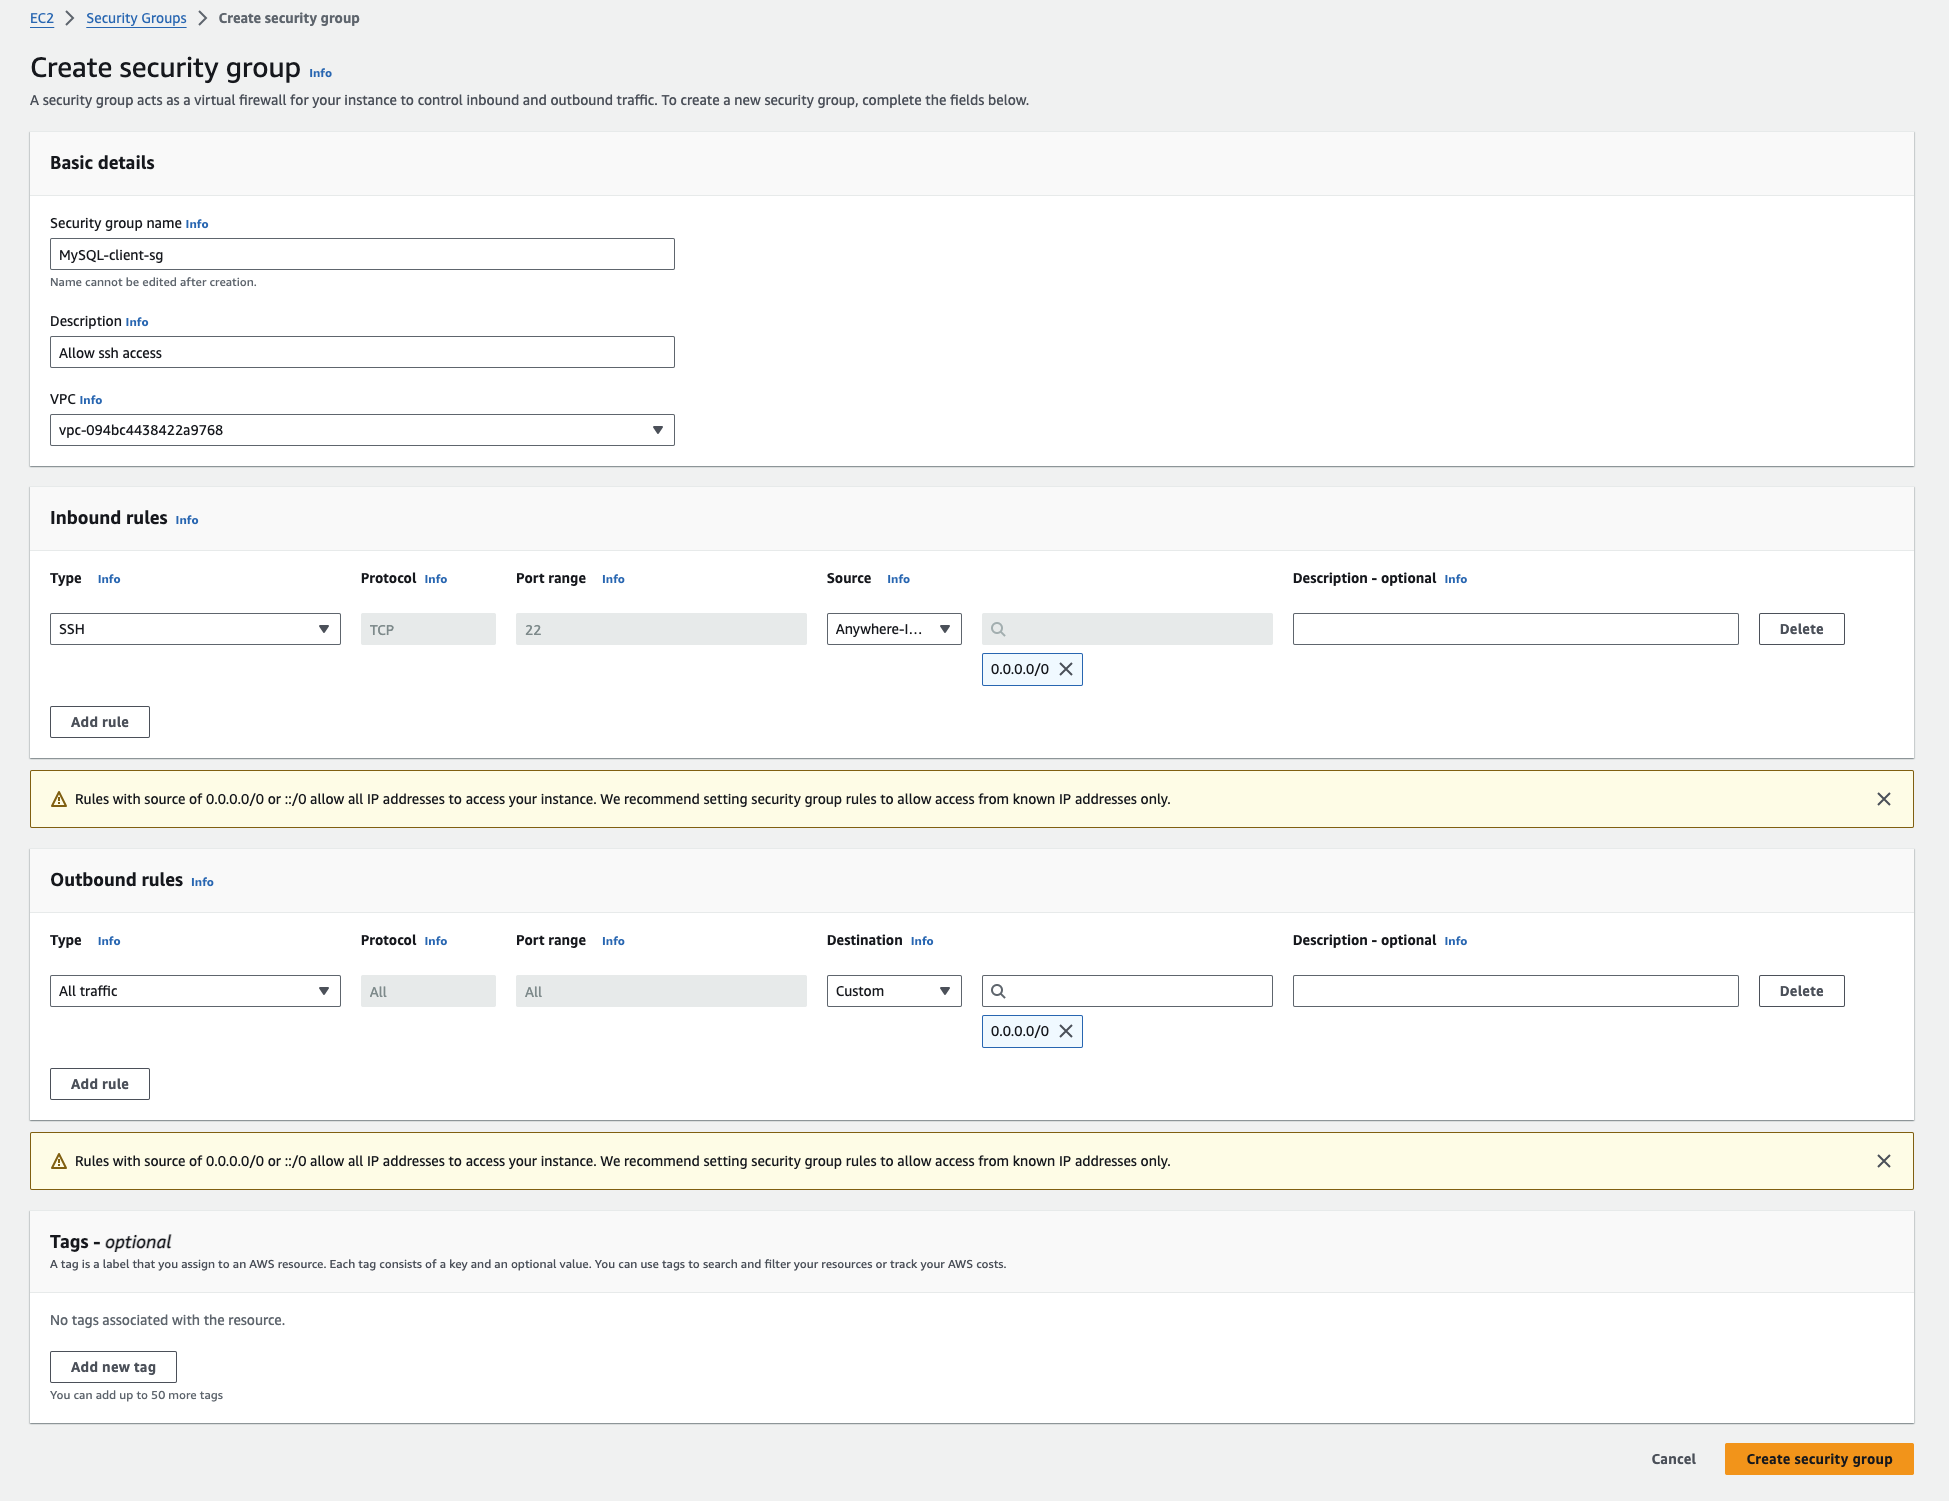 EC2 > Security Groups > Create security group
Create security group Info
A security group acts as a virtual firewall for your instance to control inbound and outbound traffic. To create a new security group, complete the fields below.
Basic details
Security group name Info
MySQL-client-sg
Name cannot be edited after creation.
Description Info
Allow ssh access
VPC Info
vpc-094bc4438422a9768
Inbound rules Info
Type Info Protocol Info Port range Info Source Info Description - optional Info
SSH TCP 22 Anywhere-I... Delete
0.0.0.0/0
Add rule
Rules with source of 0.0.0.0/0 or ::/0 allow all IP addresses to access your instance. We recommend setting security group rules to allow access from known IP addresses only.
Outbound rules Info
Type Info Protocol Info Port range Info Destination Info Description - optional Info
All traffic All All Custom Delete
0.0.0.0/0
Add rule
Rules with source of 0.0.0.0/0 or ::/0 allow all IP addresses to access your instance. We recommend setting security group rules to allow access from known IP addresses only.
Tags - optional
A tag is a label that you assign to an AWS resource. Each tag consists of a key and an optional value. You can use tags to search and filter your resources or track your AWS costs.
No tags associated with the resource.
Add new tag
You can add up to 50 more tags
Cancel Create security group